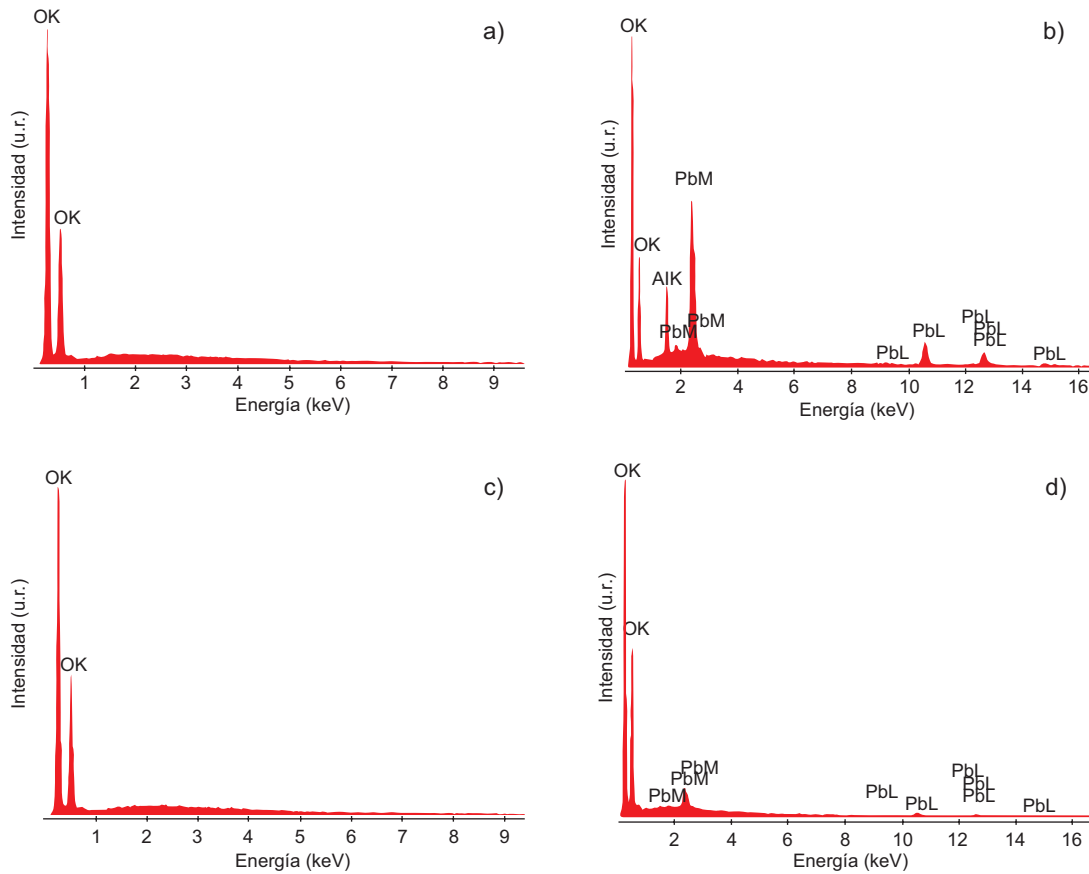 a)
OK
OK
Intensidad (u.r.)
1 2 3 4 5 6 7 8 9
Energía (keV)
b)
OK
PbM
OK
AlK
PbM
PbM
PbL
PbL
PbL
PbL
PbL
PbL
Intensidad (u.r.)
2 4 6 8 10 12 14 16
Energía (keV)
c)
OK
OK
Intensidad (u.r.)
1 2 3 4 5 6 7 8 9
Energía (keV)
d)
OK
OK
PbM
PbM
PbM
PbL
PbL
PbL
PbL
PbL
PbL
Intensidad (u.r.)
2 4 6 8 10 12 14 16
Energía (keV)